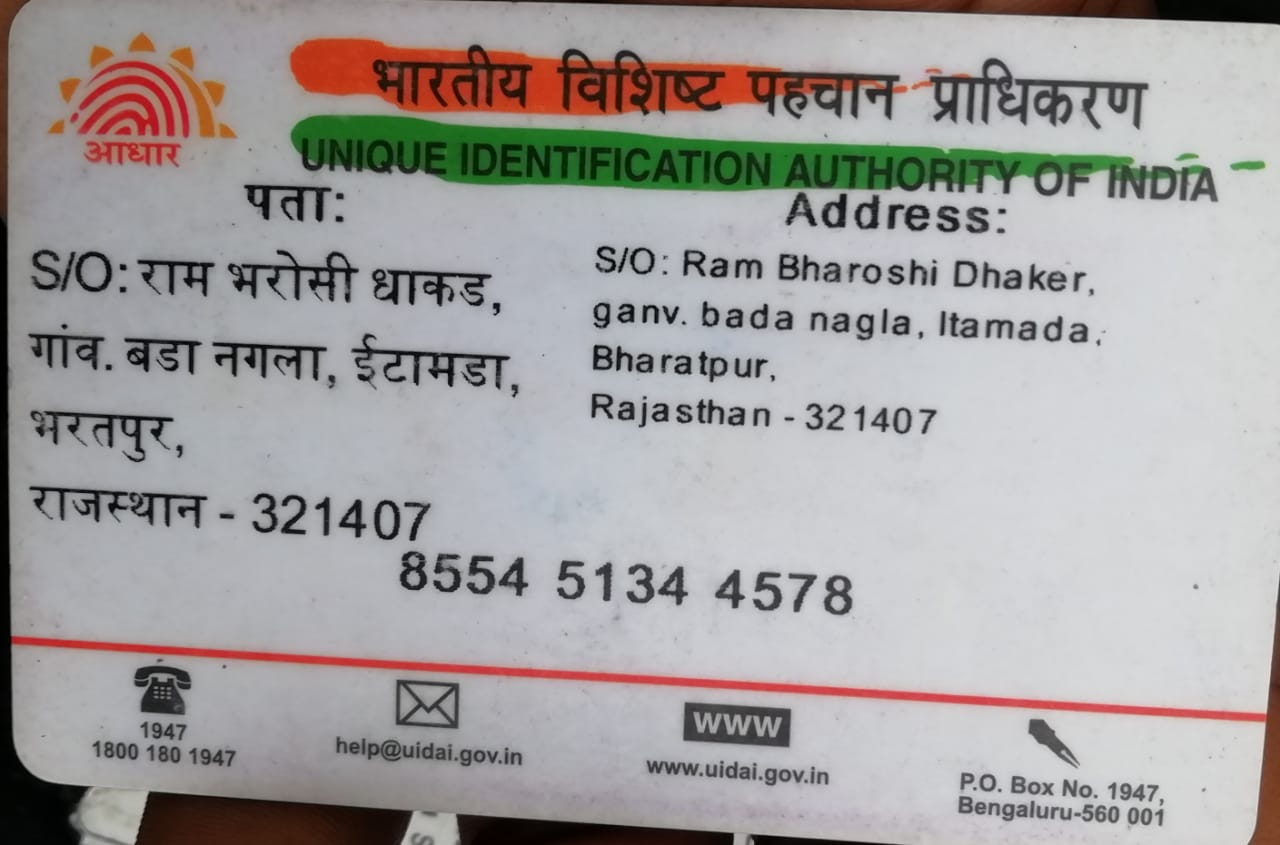 भारतीय विशिष्ट पहचान प्राधिकरण
आधार
UNIQUE IDENTIFICATION AUTHORITY OF INDIA
पता:
S/O: राम भरोसी धाकड,
गांव. बडा नगला, ईटामडा,
भरतपुर,
राजस्थान - 321407
Address:
S/O: Ram Bharoshi Dhaker,
ganv. bada nagla, Itamada,
Bharatpur,
Rajasthan - 321407
8554 5134 4578
1947
1800 180 1947
help@uidai.gov.in
www
www.uidai.gov.in
P.O. Box No. 1947,
Bengaluru-560 001